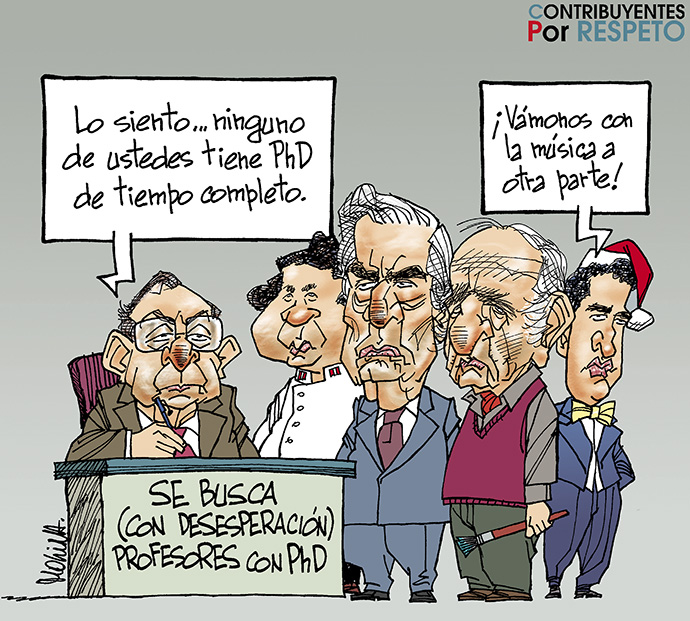 CONTRIBUYENTES
Por RESPETO
Lo siento...ninguno
de ustedes tiene PhD
de tiempo completo.
¡Vámonos con
la música a
otra parte!
SE BUSCA
(CON DESESPERACIÓN)
PROFESORES CON PhD